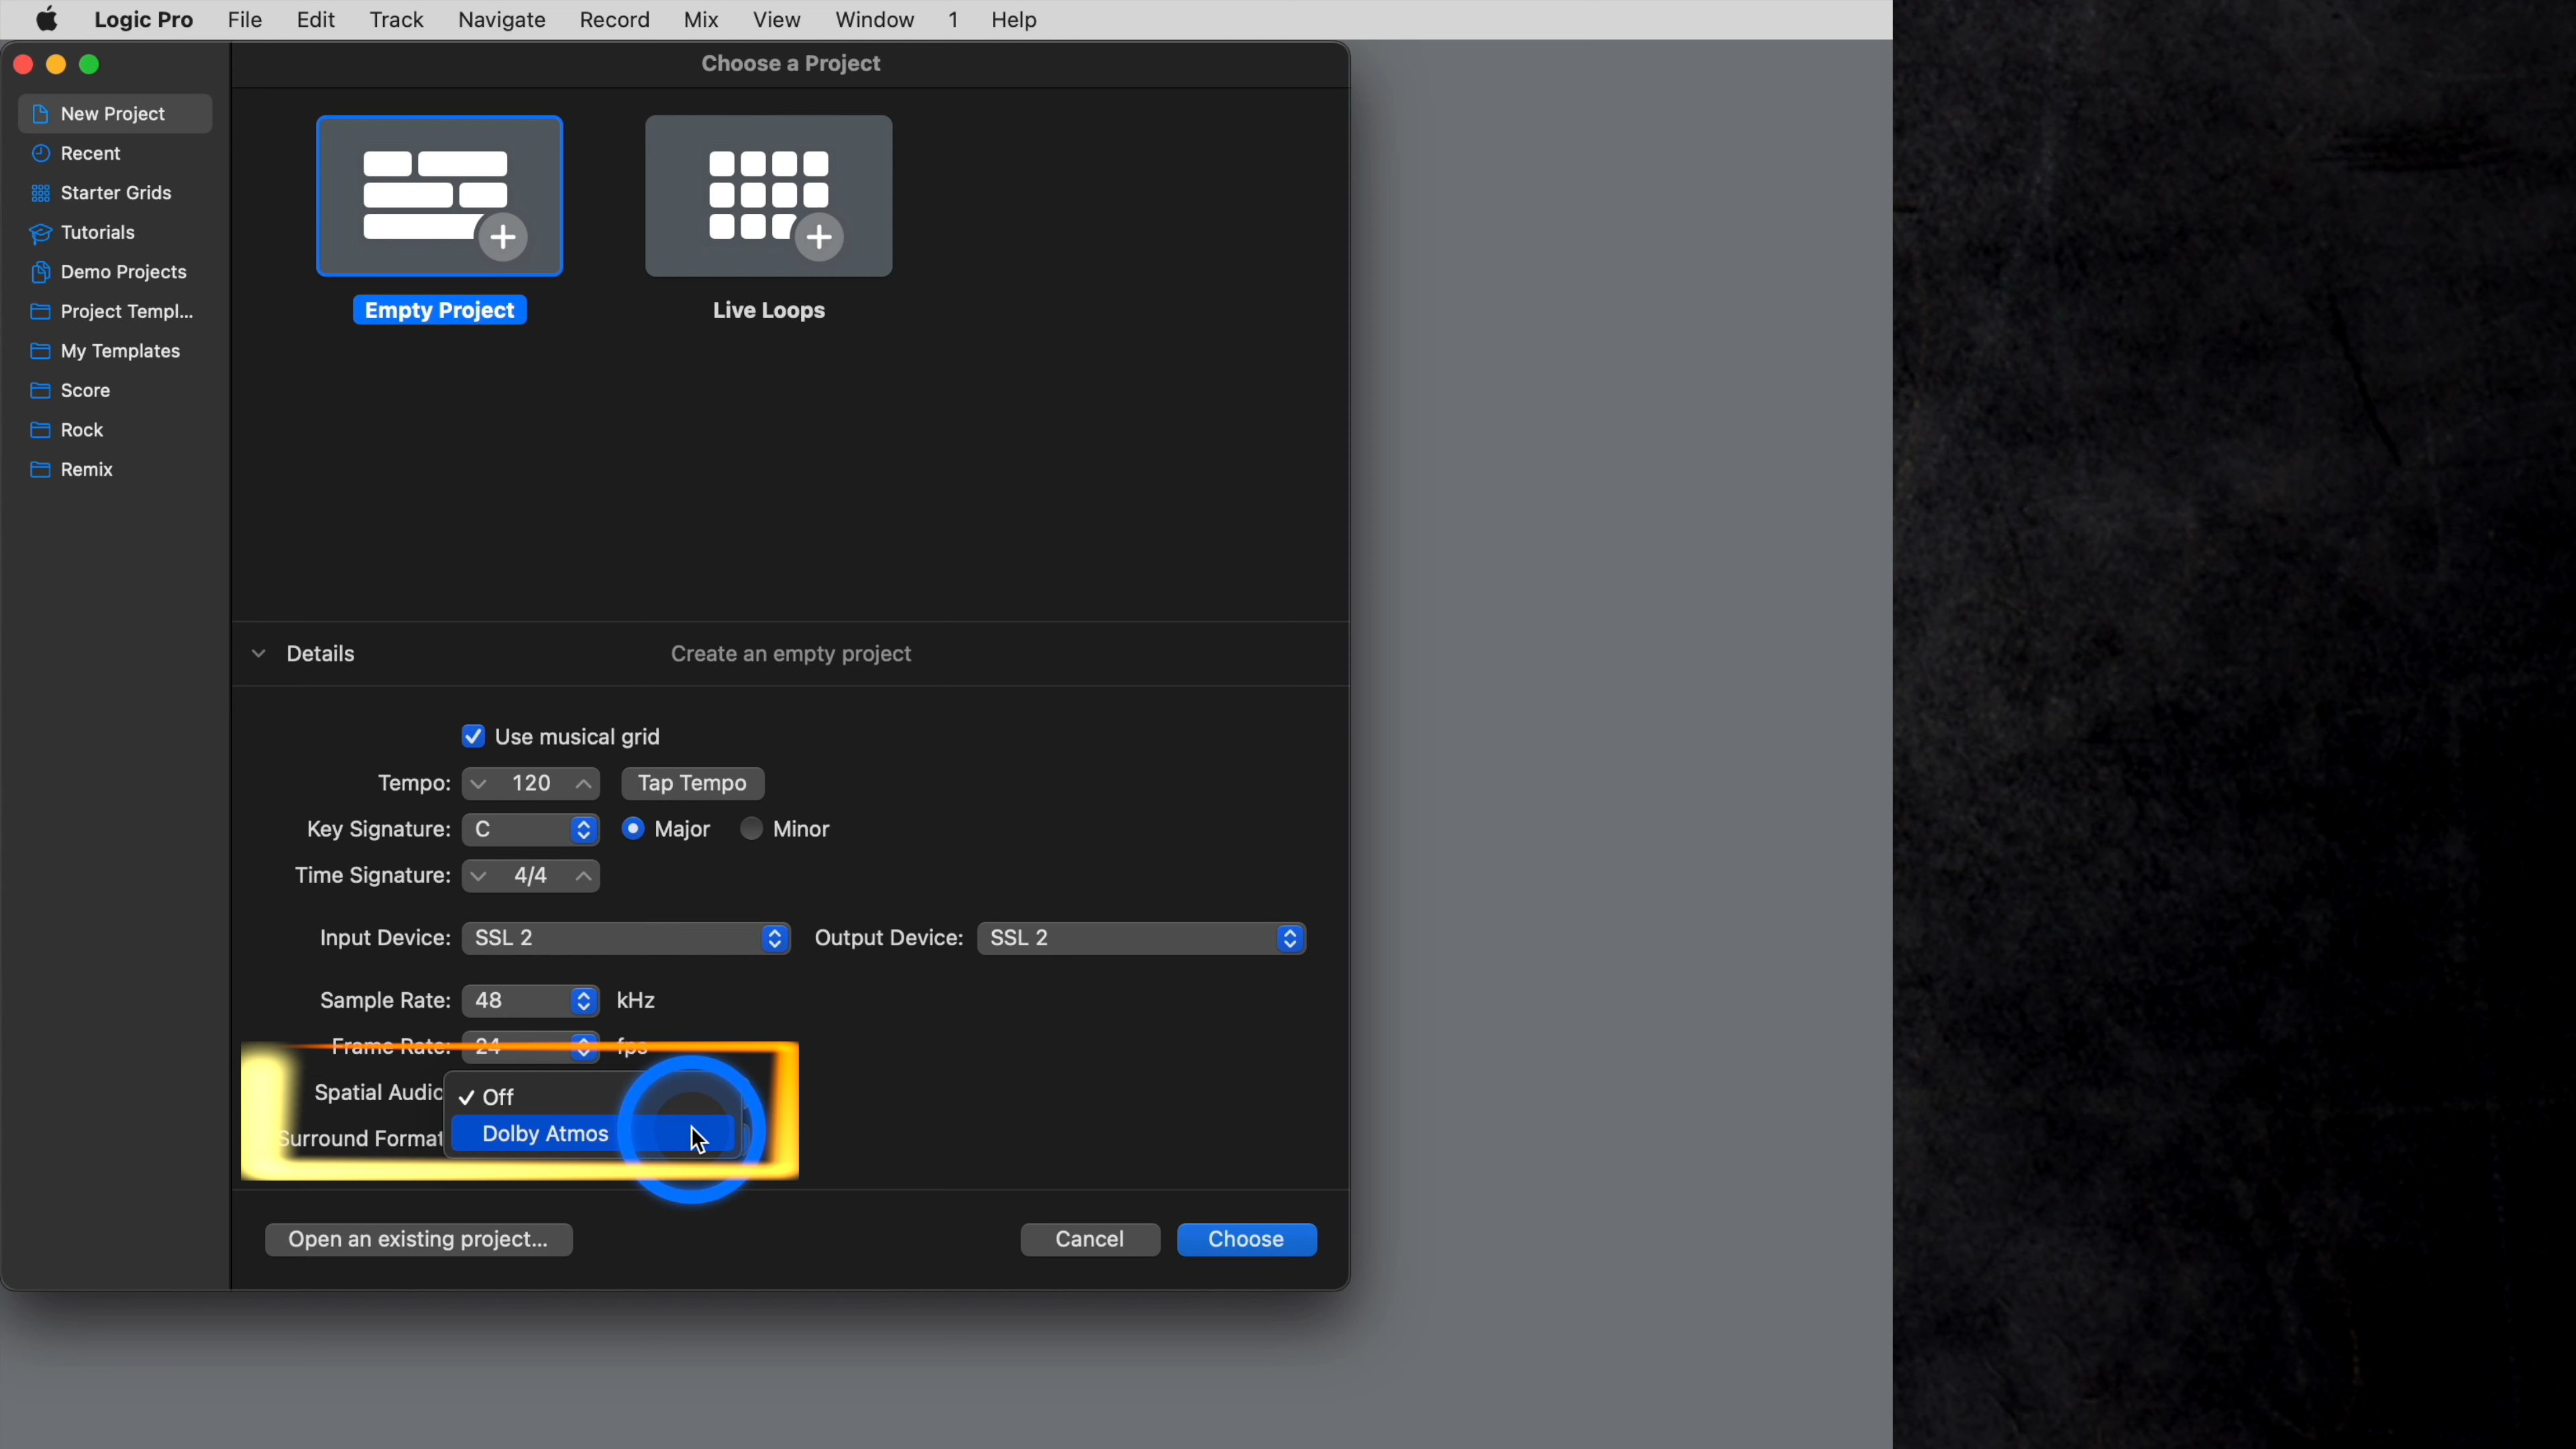 Logic Pro File Edit Track Navigate Record Mix View Window 1 Help
Choose a Project
New Project
Recent
Starter Grids
Tutorials
Demo Projects
Project Templ...
My Templates
Score
Rock
Remix
Empty Project
Live Loops
Details
Create an empty project
Use musical grid
Tempo: 120 Tap Tempo
Key Signature: C Major Minor
Time Signature: 4/4
Input Device: SSL 2 Output Device: SSL 2
Sample Rate: 48 kHz
Frame Rate: 24 fps
Spatial Audio Off
Surround Format Dolby Atmos
Open an existing project... Cancel Choose